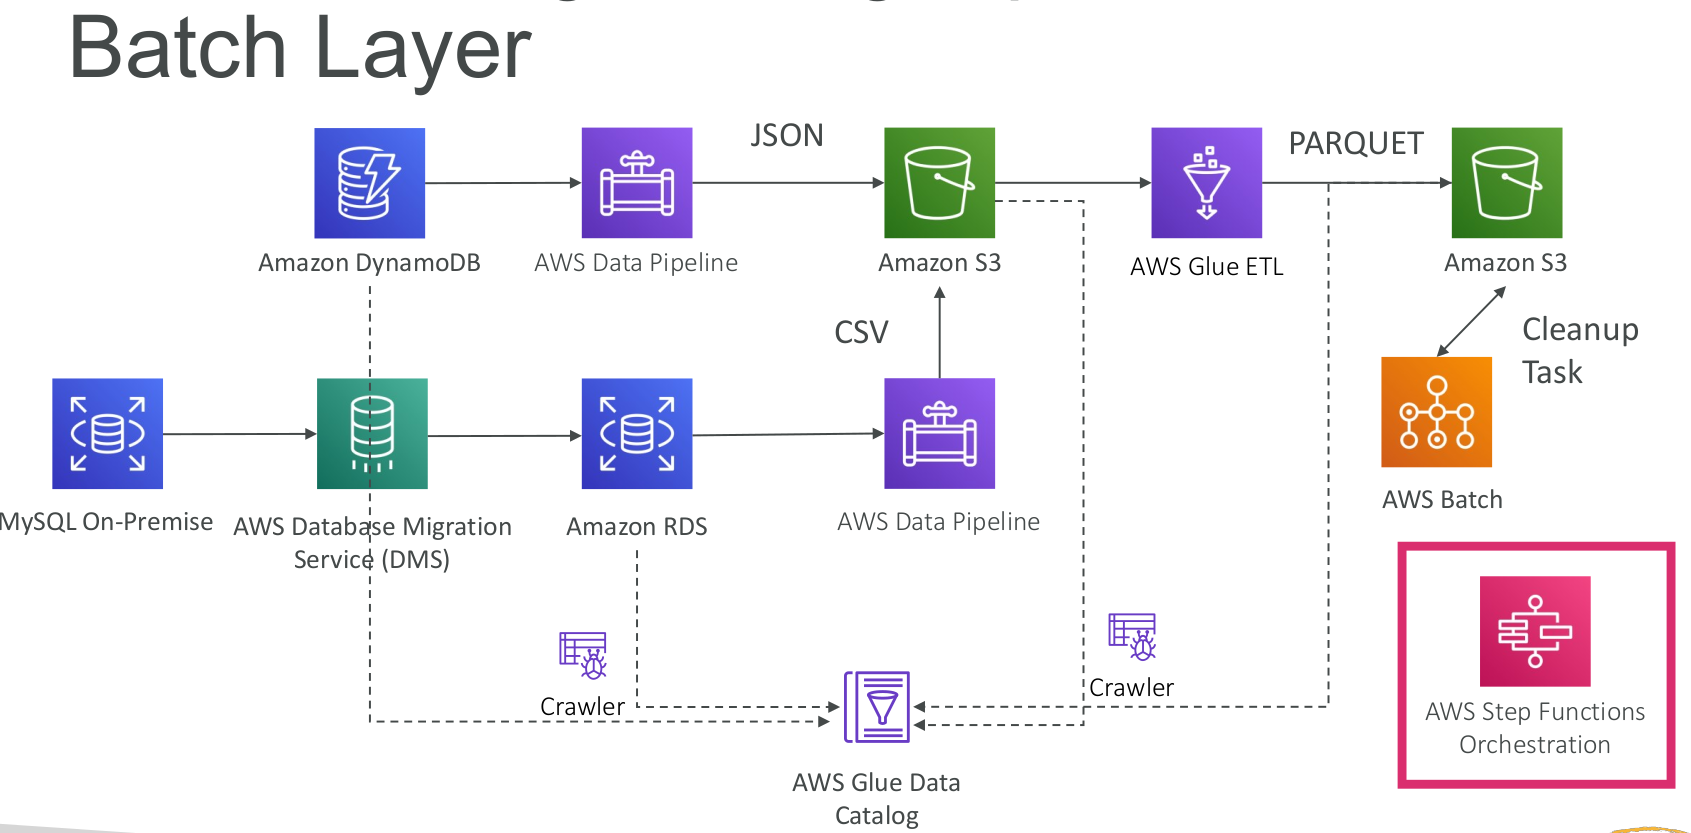 Batch Layer
JSON
PARQUET
Amazon DynamoDB
AWS Data Pipeline
Amazon S3
AWS Glue ETL
Amazon S3
CSV
Cleanup
Task
MySQL On-Premise
AWS Database Migration
Service (DMS)
Amazon RDS
AWS Data Pipeline
AWS Batch
Crawler
Crawler
AWS Glue Data
Catalog
AWS Step Functions
Orchestration